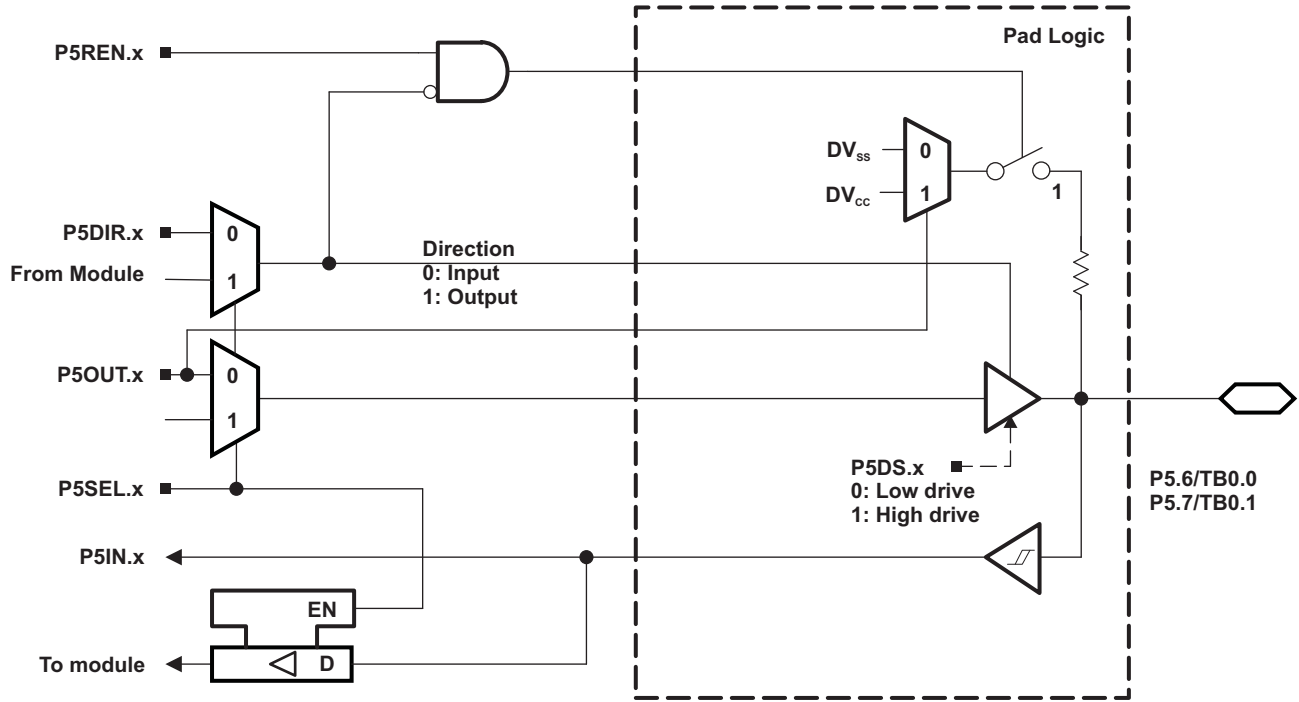 Pad Logic
P5REN.x
DVSS
0
DVCC
1
1
P5DIR.x
0
From Module
1
Direction
0: Input
1: Output
P5OUT.x
0
1
P5DS.x
0: Low drive
1: High drive
P5SEL.x
P5.6/TB0.0
P5.7/TB0.1
P5IN.x
EN
To module
D